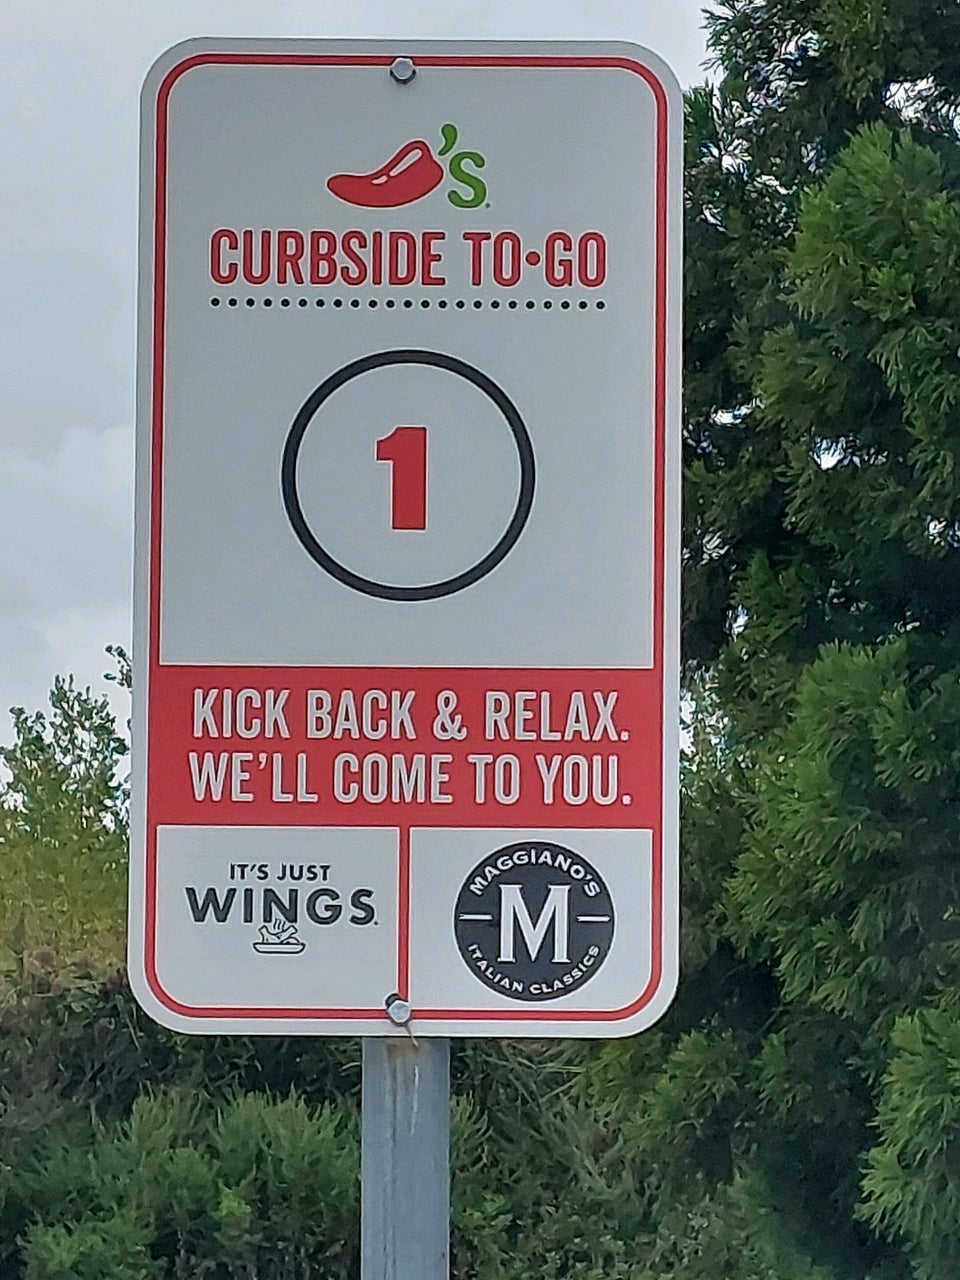 's
CURBSIDE TO•GO
1
KICK BACK & RELAX.
WE'LL COME TO YOU.
IT'S JUST
WINGS
MAGGIANO'S
M
ITALIAN CLASSICS